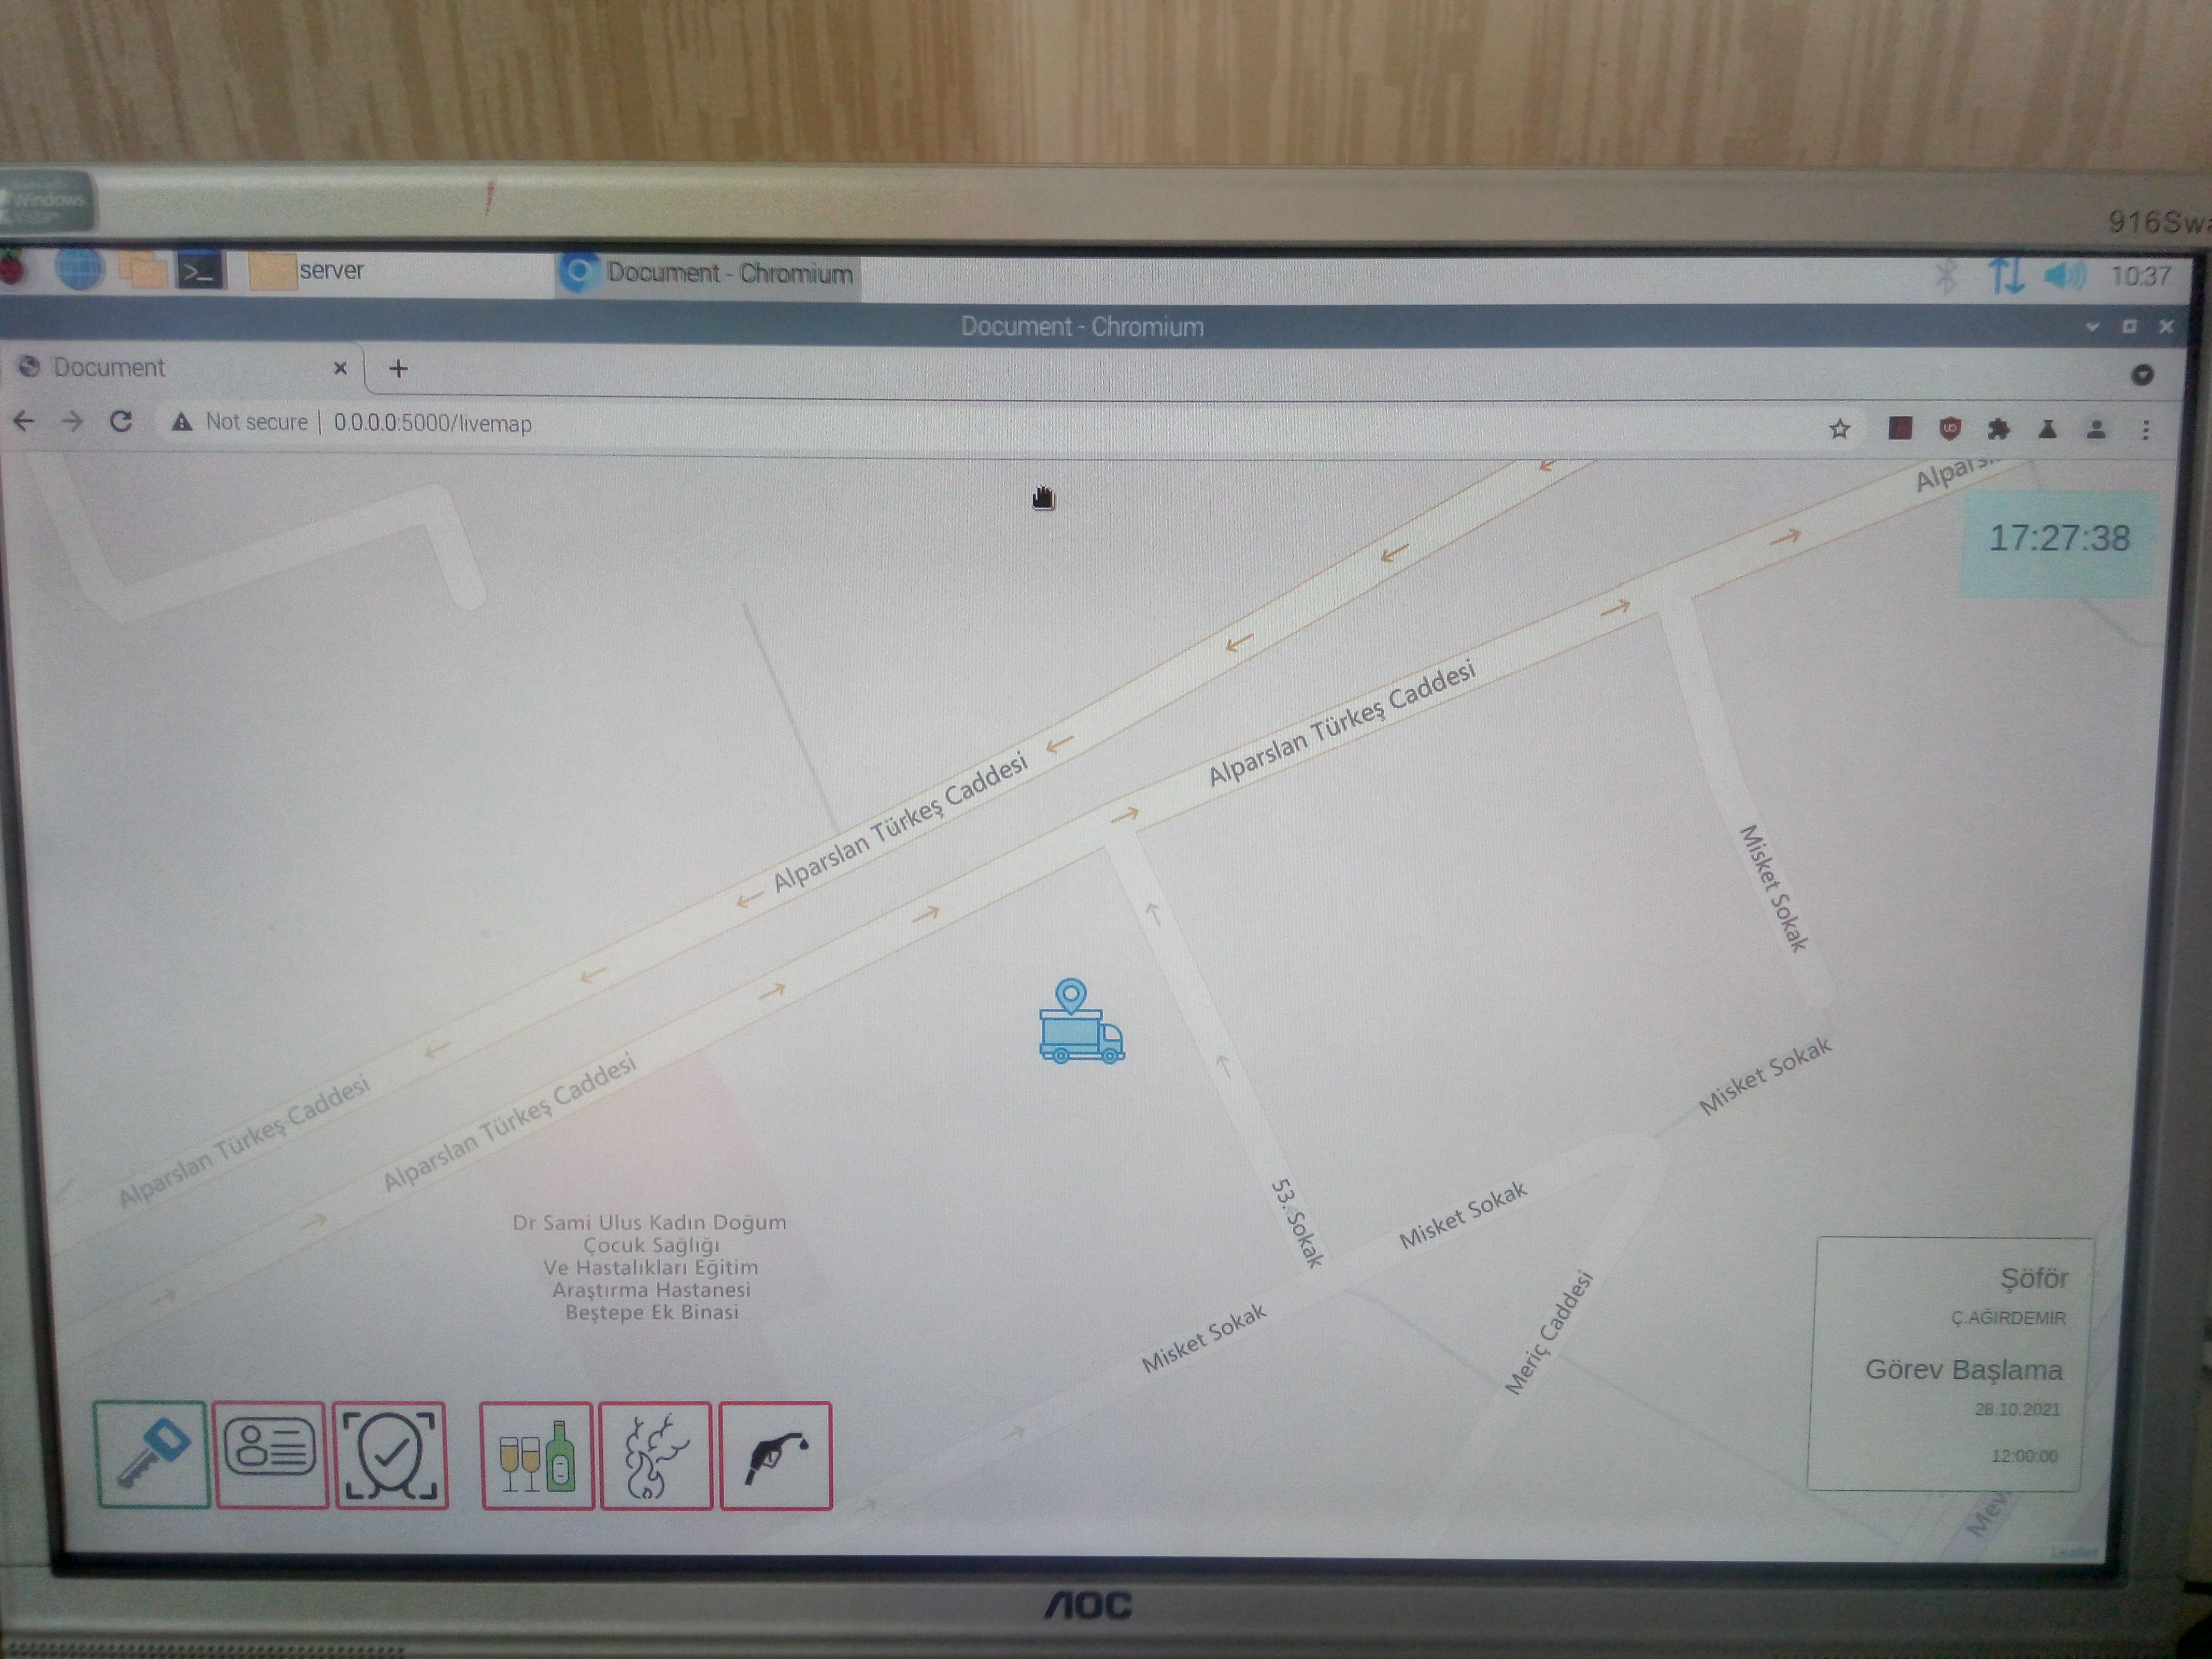 Windows
Vista
916Sw
server
Document - Chromium
10:37
Document - Chromium
Document
Not secure | 0.0.0.0:5000/livemap
17:27:38
Alparslan Türkeş Caddesi
Alparslan Türkeş Caddesi
Misket Sokak
Misket Sokak
Alparslan Türkeş Caddesi
Alparslan Türkeş Caddesi
53. Sokak
Misket Sokak
Misket Sokak
Meriç Caddesi
Dr Sami Ulus Kadın Doğum
Çocuk Sağlığı
Ve Hastalıkları Eğitim
Araştırma Hastanesi
Beştepe Ek Binasi
Şöför
Ç.AĞIRDEMIR
Görev Başlama
28.10.2021
12:00:00
Mev
Leaflet
AOC